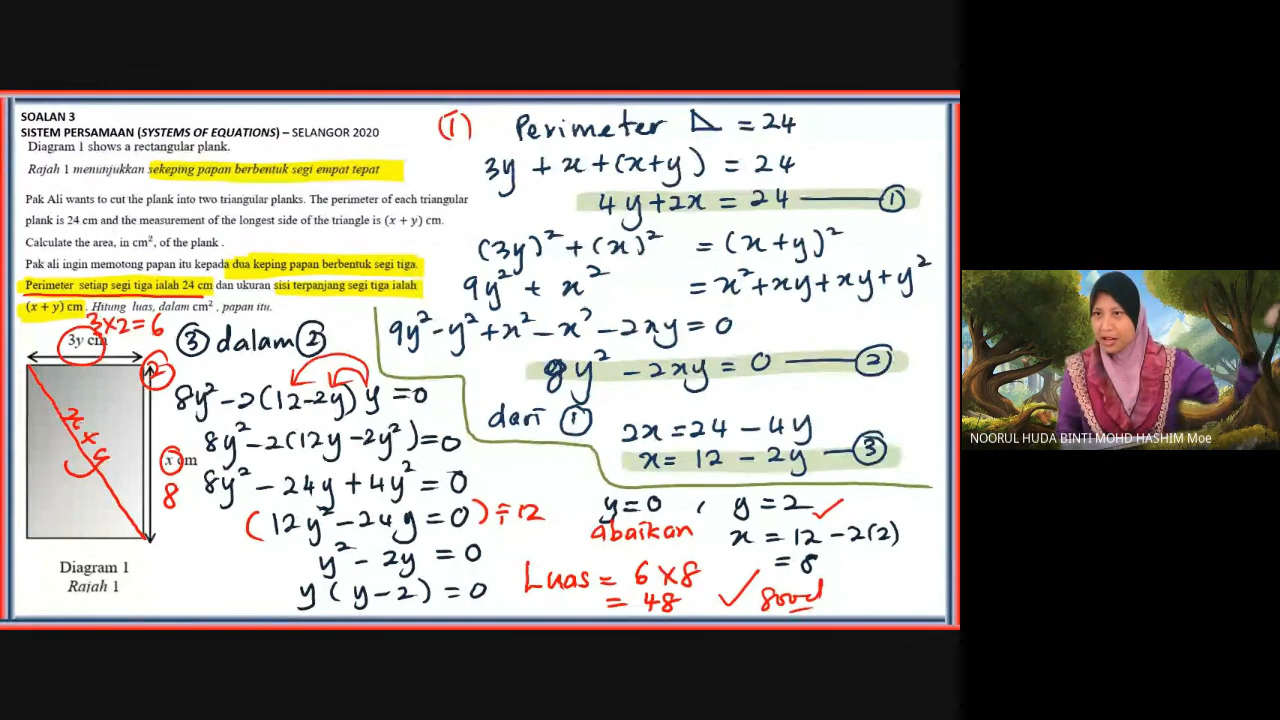 SOALAN 3
SISTEM PERSAMAAN (SYSTEMS OF EQUATIONS) – SELANGOR 2020
Diagram 1 shows a rectangular plank.
Rajah 1 menunjukkan sekeping papan berbentuk segi empat tepat
Pak Ali wants to cut the plank into two triangular planks. The perimeter of each triangular
plank is 24 cm and the measurement of the longest side of the triangle is (x + y) cm.
Calculate the area, in cm², of the plank .
Pak ali ingin memotong papan itu kepada dua keping papan berbentuk segi tiga.
Perimeter setiap segi tiga ialah 24 cm dan ukuran sisi terpanjang segi tiga ialah
(x + y) cm . Hitung luas, dalam cm² , papan itu.
3×2=6
3y cm
2
x cm
8
Diagram 1
Rajah 1
(i) Perimeter ◺ = 24
3y + x + (x+y) = 24
4y+2x = 24 —— ①
(3y)² + (x)² = (x+y)²
9y² + x² = x²+xy+xy+y²
9y²-y²+x²-x²-2xy=0
8y² -2xy = 0 —— ②
dari ①
2x=24-4y
x= 12 - 2y —③
③ dalam ②
8y²-2(12-2y)y=0
8y²-2(12y-2y²)=0
8y²-24y+4y²=0
(12y²-24y=0)÷12
y²-2y=0
y(y-2)=0
y=0 , y=2 ✓
abaikan
x = 12-2(2)
= 8
Luas = 6×8
= 48 ✓ good
NOORUL HUDA BINTI MOHD HASHIM Moe